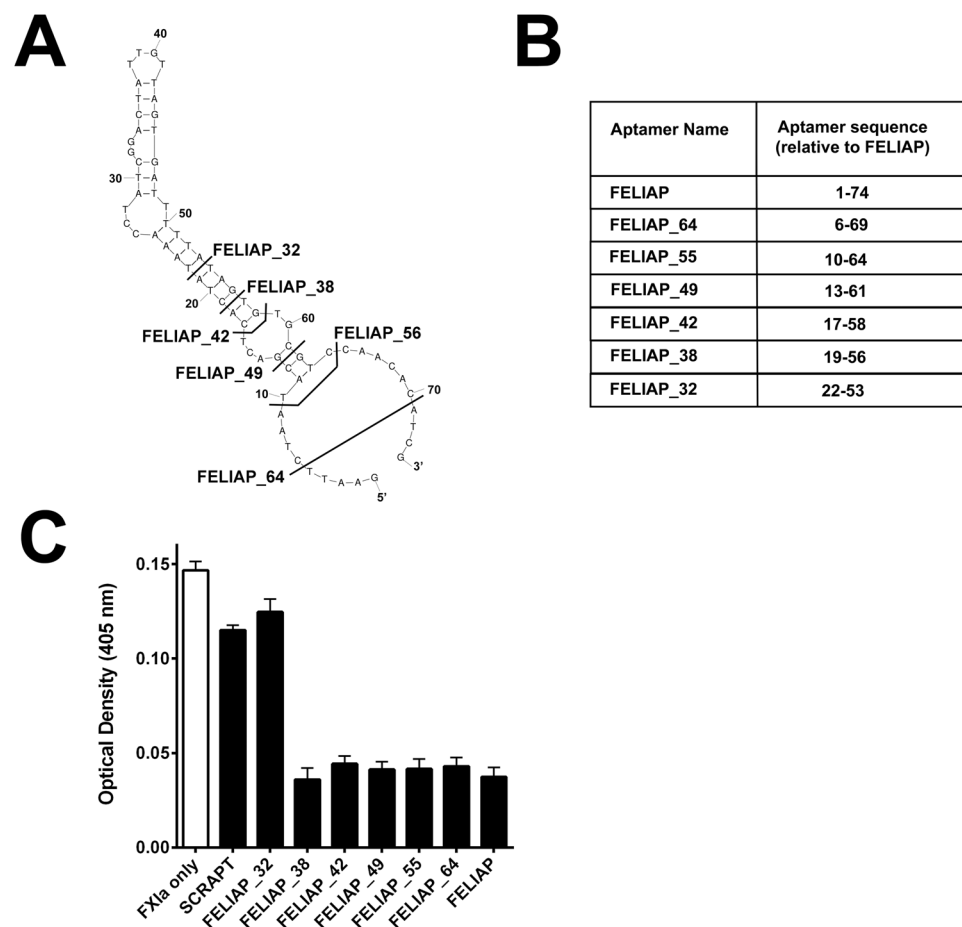 A
B
C
40
30
50
20
60
10
70
5'
3'
FELIAP_32
FELIAP_38
FELIAP_42
FELIAP_56
FELIAP_49
FELIAP_64
Aptamer Name
Aptamer sequence
(relative to FELIAP)
FELIAP 1-74
FELIAP_64 6-69
FELIAP_55 10-64
FELIAP_49 13-61
FELIAP_42 17-58
FELIAP_38 19-56
FELIAP_32 22-53
Optical Density (405 nm)
0.15
0.10
0.05
0.00
FXIa only
SCRAPT
FELIAP_32
FELIAP_38
FELIAP_42
FELIAP_49
FELIAP_55
FELIAP_64
FELIAP